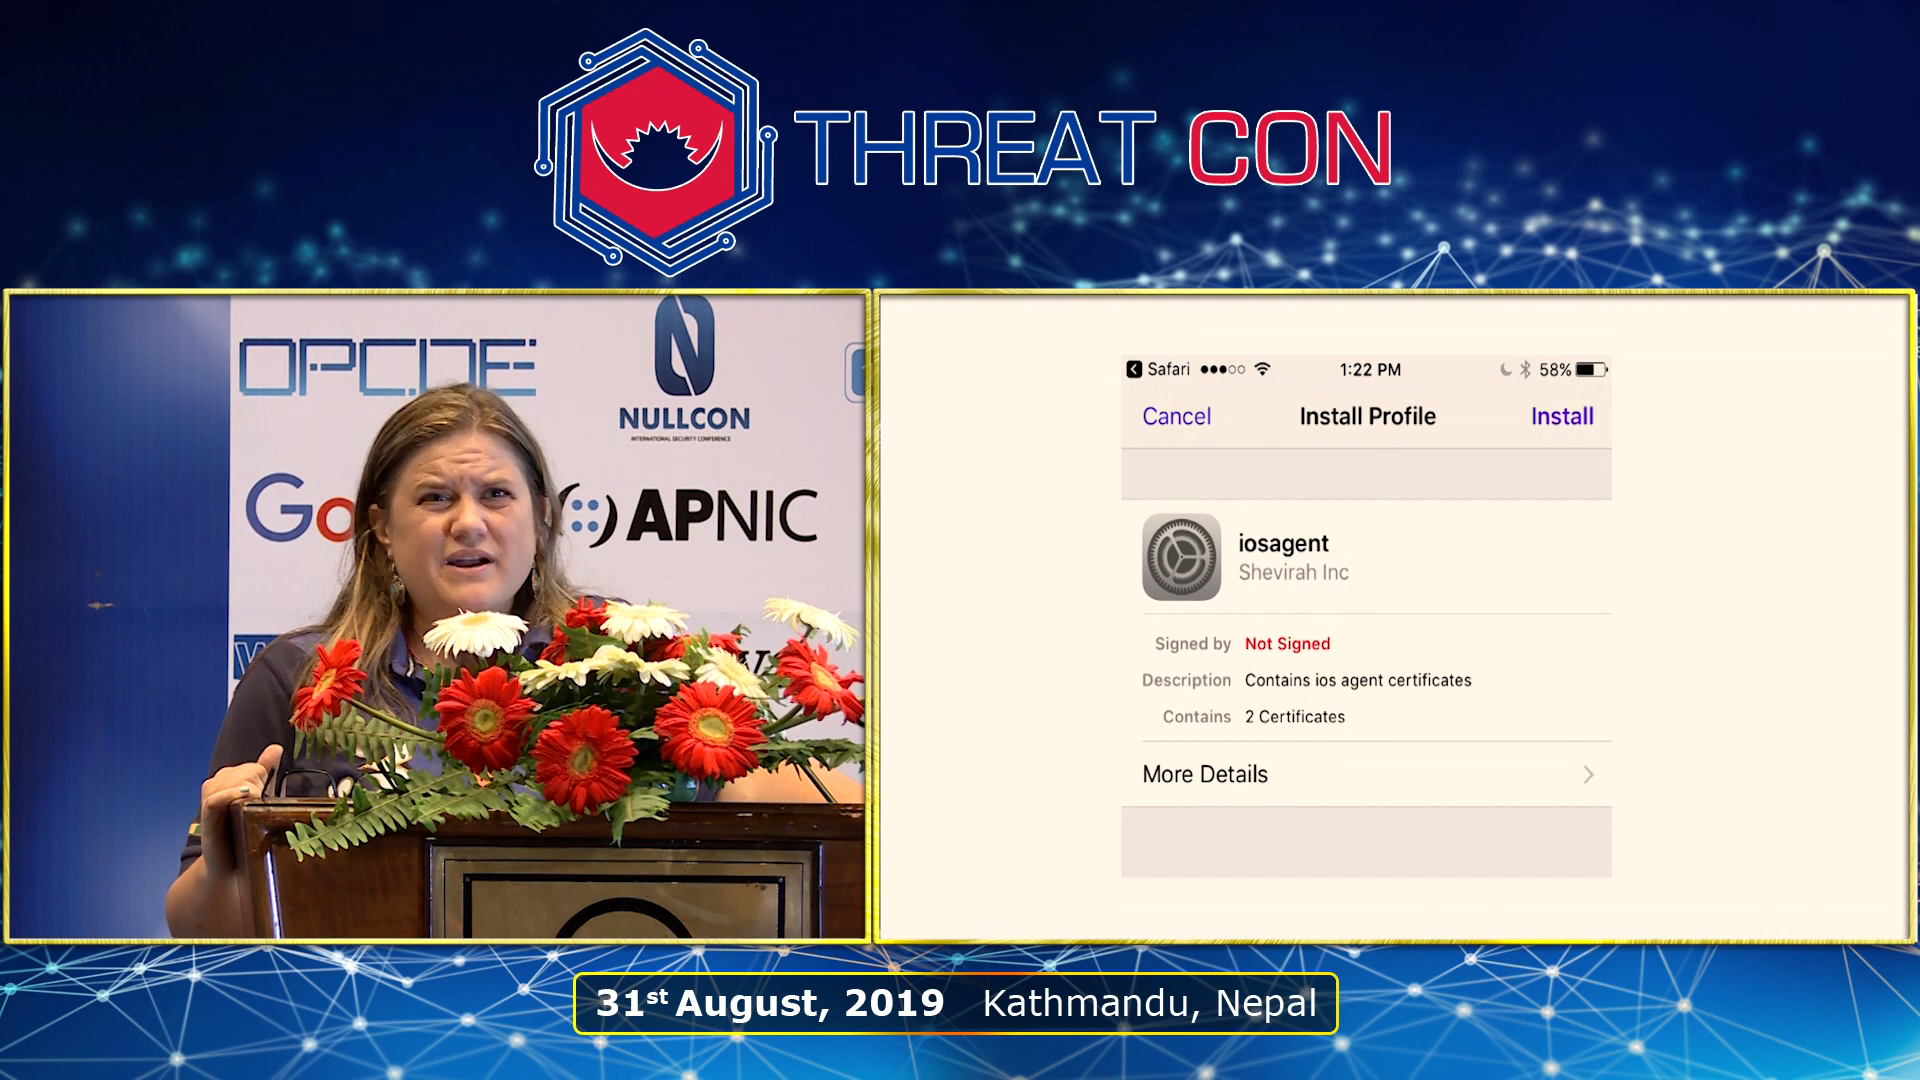 THREAT CON
OPCDE
NULLCON
INTERNATIONAL SECURITY CONFERENCE
Go
APNIC
Safari 1:22 PM 58%
Cancel Install Profile Install
iosagent
Shevirah Inc
Signed by Not Signed
Description Contains ios agent certificates
Contains 2 Certificates
More Details
31st August, 2019 Kathmandu, Nepal